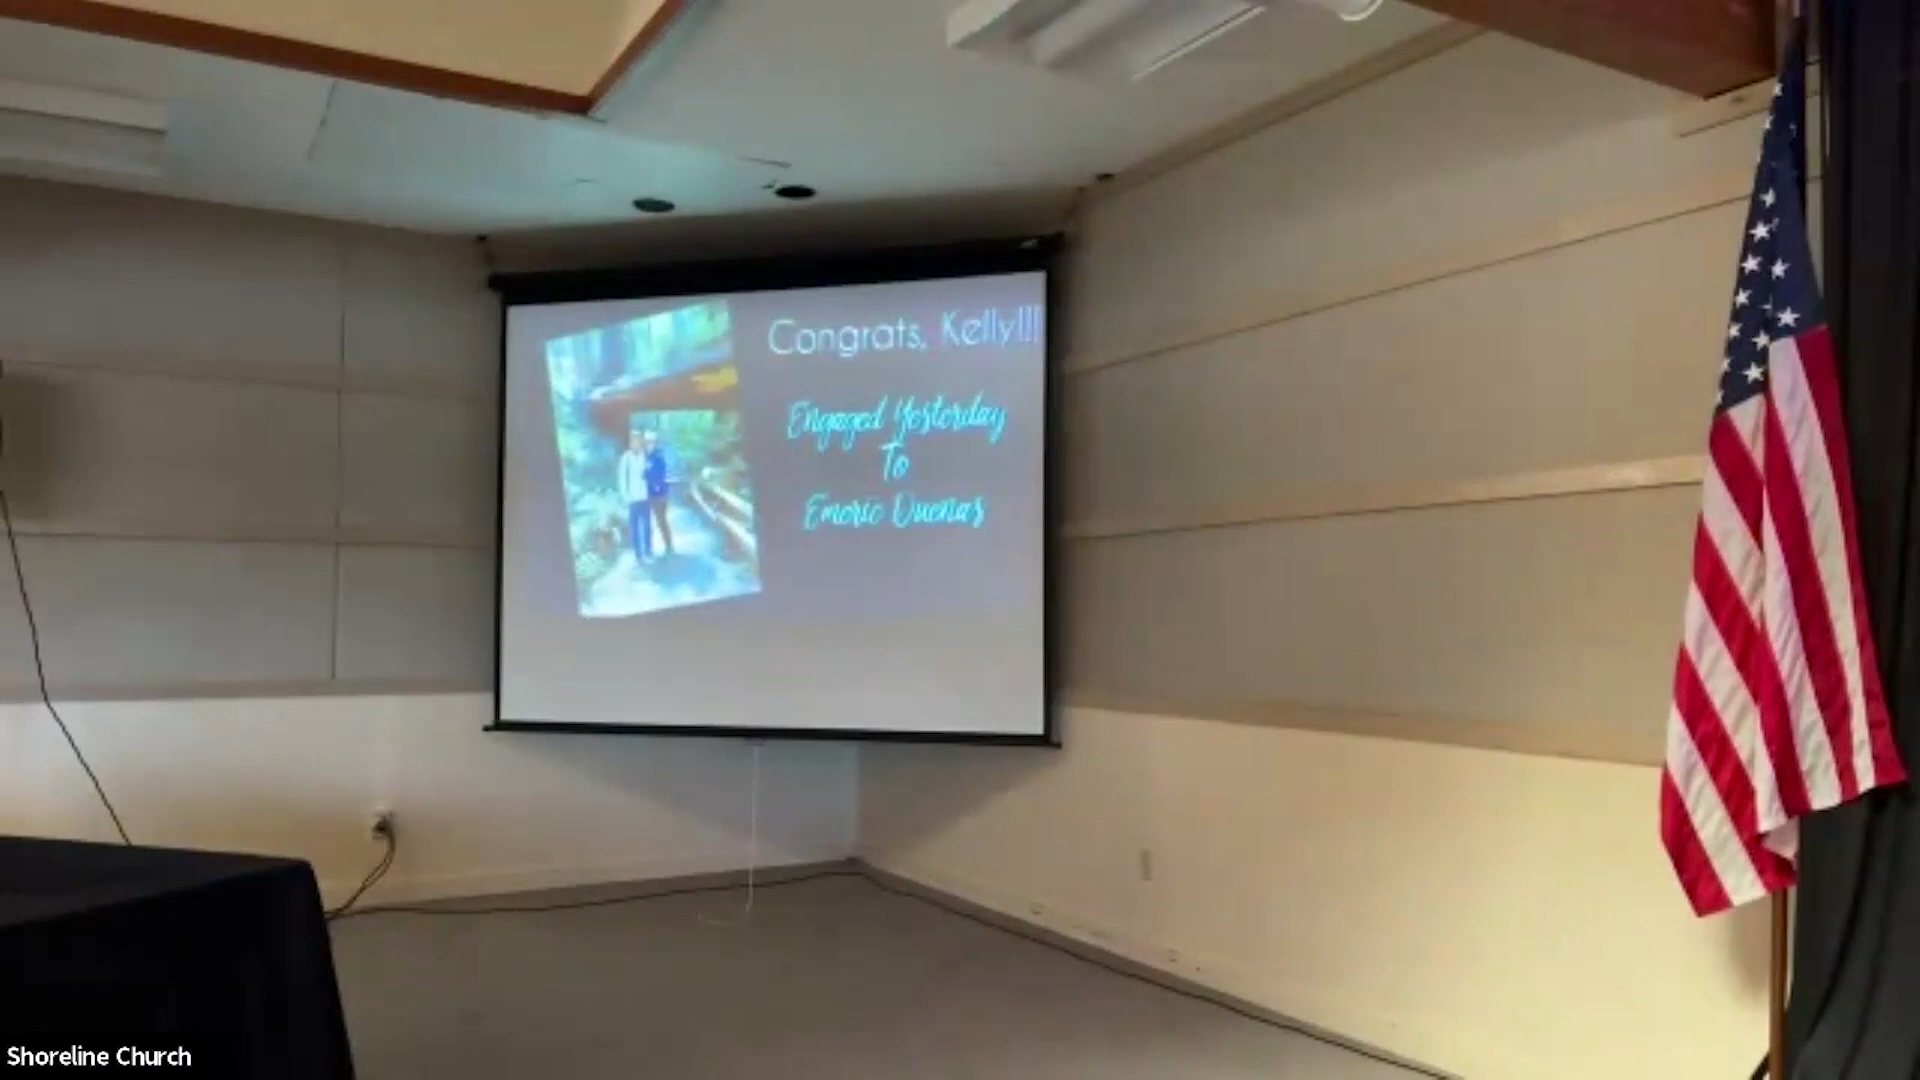 Congrats, Kelly!!!
Engaged Yesterday
To
Emeric Duenas
Shoreline Church